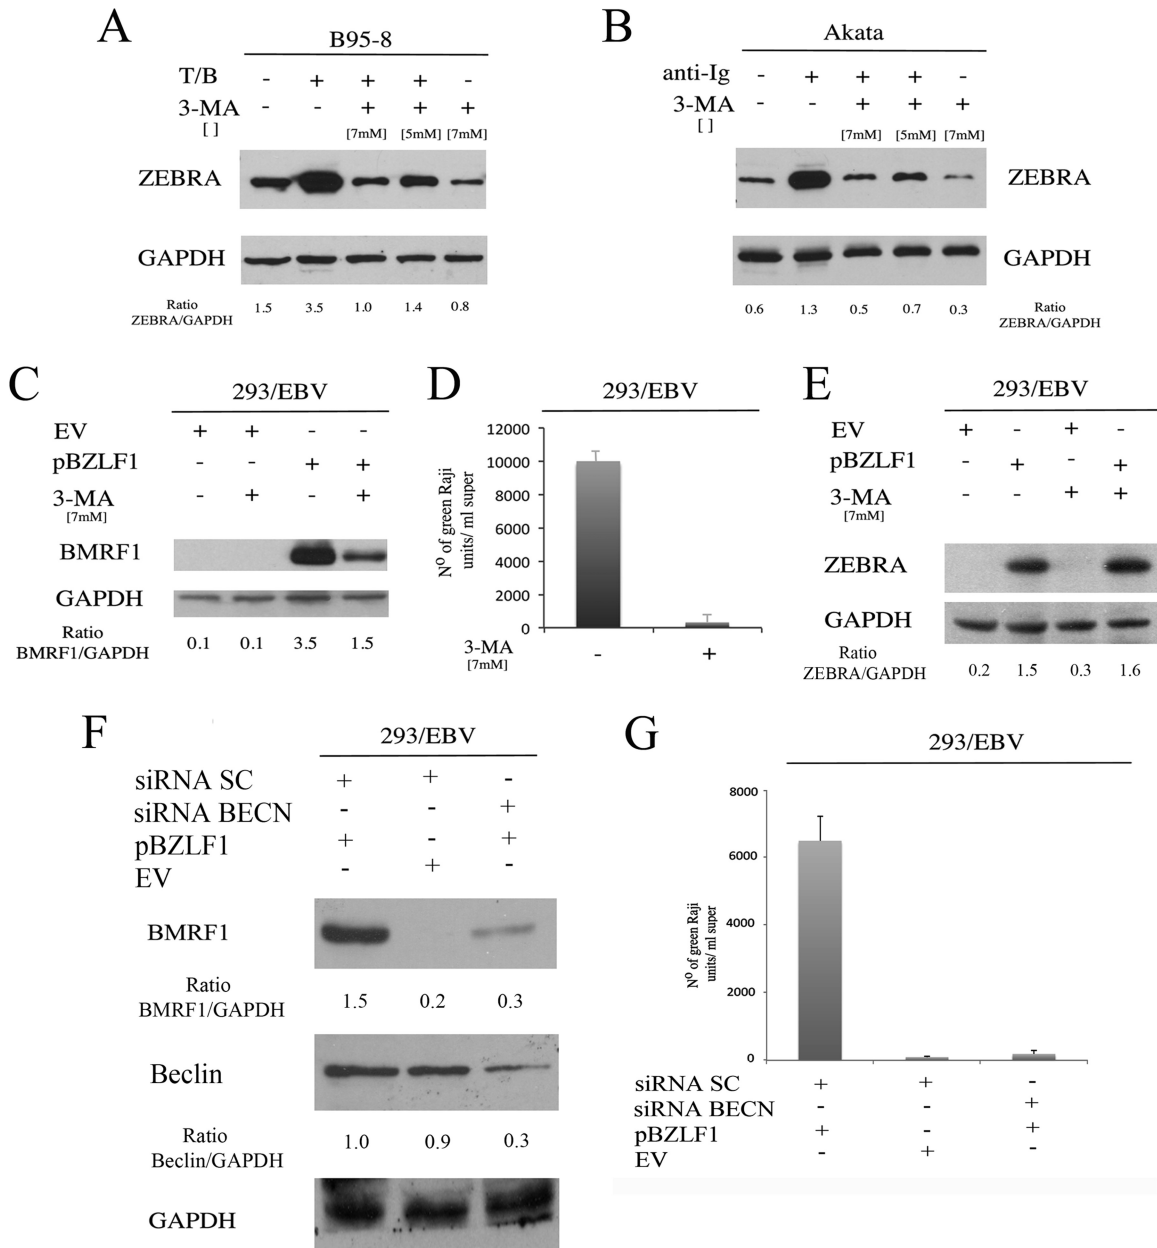 A
B95-8
T/B - + + + -
3-MA - - + + +
[ ] [7mM] [5mM] [7mM]
ZEBRA
GAPDH
Ratio
ZEBRA/GAPDH 1.5 3.5 1.0 1.4 0.8
B
Akata
anti-Ig - + + + -
3-MA - - + + +
[ ] [7mM] [5mM] [7mM]
ZEBRA
GAPDH
0.6 1.3 0.5 0.7 0.3 Ratio
ZEBRA/GAPDH
C
293/EBV
EV + + - -
pBZLF1 - - + +
3-MA - + - +
[7mM]
BMRF1
GAPDH
Ratio
BMRF1/GAPDH 0.1 0.1 3.5 1.5
D
293/EBV
Nº of green Raji
units/ ml super
12000
10000
8000
6000
4000
2000
0
3-MA - +
[7mM]
E
293/EBV
EV + - + -
pBZLF1 - + - +
3-MA - - + +
[7mM]
ZEBRA
GAPDH
Ratio
ZEBRA/GAPDH 0.2 1.5 0.3 1.6
F
293/EBV
siRNA SC + + -
siRNA BECN - - +
pBZLF1 + - +
EV - + -
BMRF1
Ratio
BMRF1/GAPDH 1.5 0.2 0.3
Beclin
Ratio
Beclin/GAPDH 1.0 0.9 0.3
GAPDH
G
293/EBV
Nº of green Raji
units/ ml super
8000
6000
4000
2000
0
siRNA SC + + -
siRNA BECN - - +
pBZLF1 + - +
EV - + -